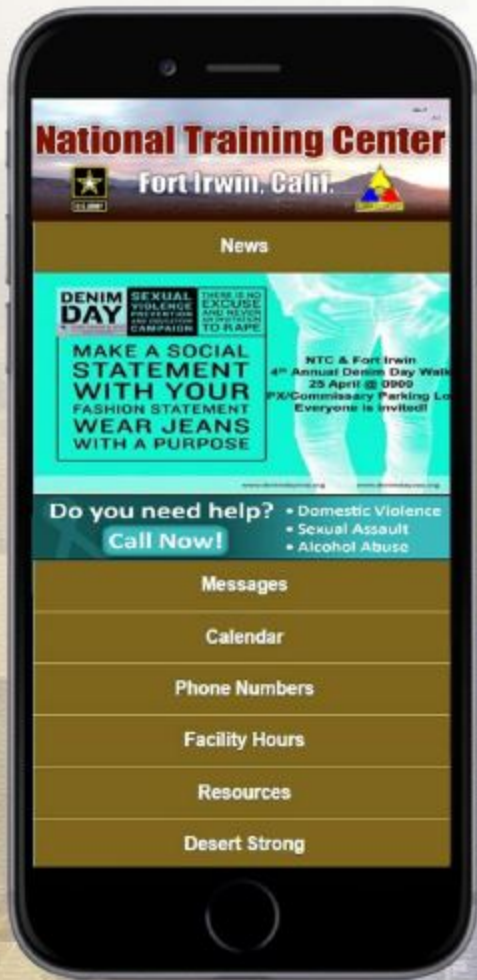 National Training Center
Fort Irwin, Calif.
U.S. ARMY
News
DENIM DAY
SEXUAL VIOLENCE PREVENTION AND EDUCATION CAMPAIGN
THERE IS NO EXCUSE AND NEVER AN INVITATION TO RAPE
MAKE A SOCIAL
STATEMENT
WITH YOUR
FASHION STATEMENT
WEAR JEANS
WITH A PURPOSE
NTC & Fort Irwin
4th Annual Denim Day Walk
25 April @ 0900
PX/Commissary Parking Lo
Everyone is invited!
Do you need help?
Call Now!
• Domestic Violence
• Sexual Assault
• Alcohol Abuse
Messages
Calendar
Phone Numbers
Facility Hours
Resources
Desert Strong